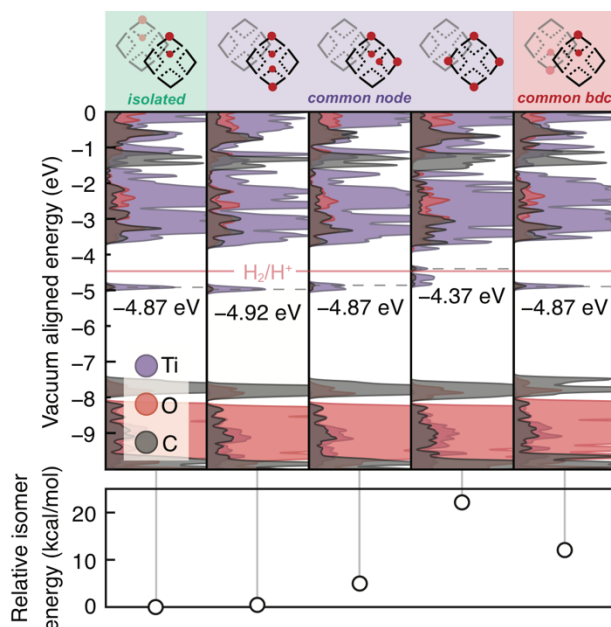 isolated
common node
common bdc
Vacuum aligned energy (eV)
0
−1
−2
−3
−4
−5
−6
−7
−8
−9
H₂/H⁺
−4.87 eV
−4.92 eV
−4.87 eV
−4.37 eV
−4.87 eV
Ti
O
C
Relative isomer
energy (kcal/mol)
20
10
0